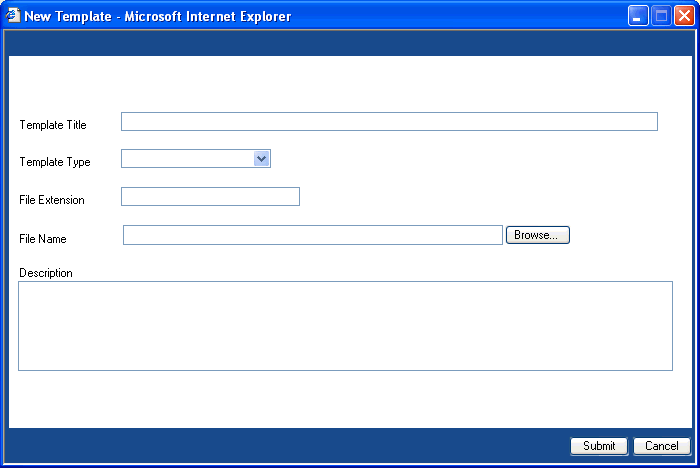 New Template - Microsoft Internet Explorer
Template Title
Template Type
File Extension
File Name Browse...
Description
Submit Cancel